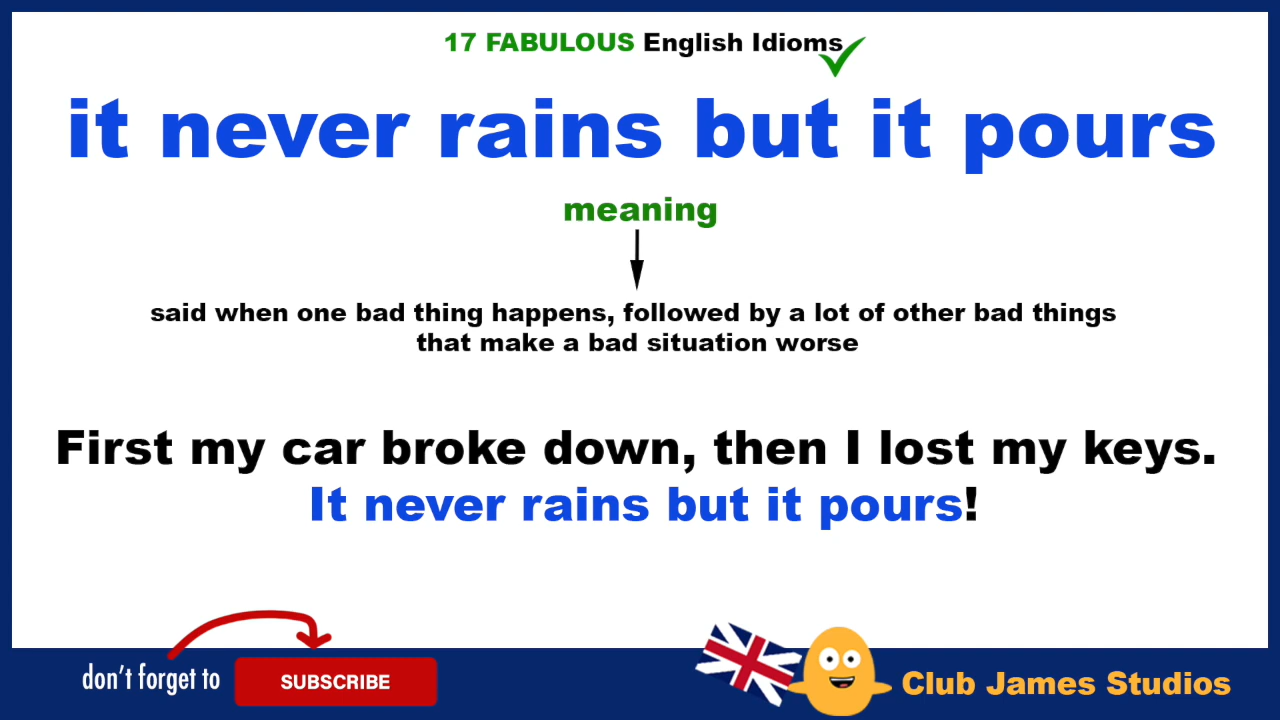 17 FABULOUS English Idioms
it never rains but it pours
meaning
said when one bad thing happens, followed by a lot of other bad things
that make a bad situation worse
First my car broke down, then I lost my keys.
It never rains but it pours!
don't forget to
SUBSCRIBE
Club James Studios